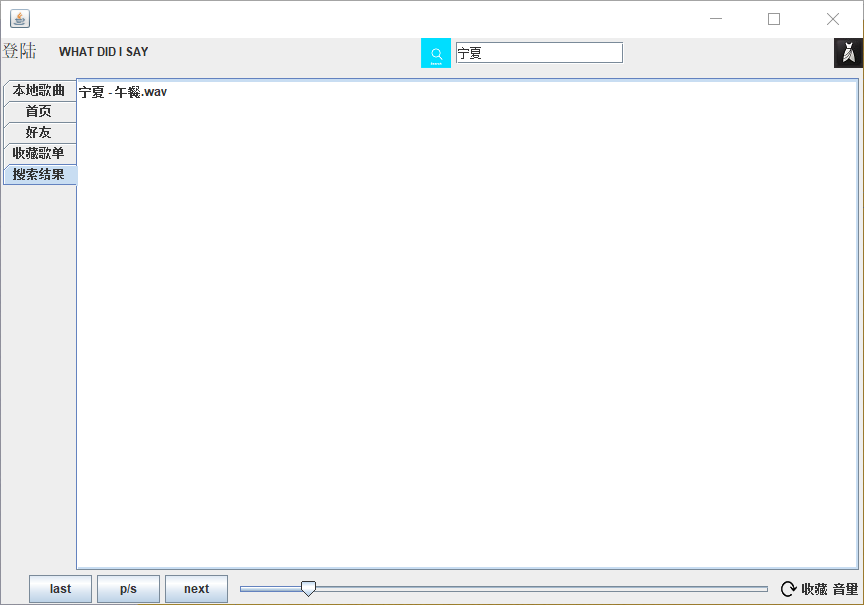 登陆 WHAT DID I SAY 宁夏
本地歌曲
首页
好友
收藏歌单
搜索结果
宁夏 - 午餐.wav
last p/s next 收藏 音量